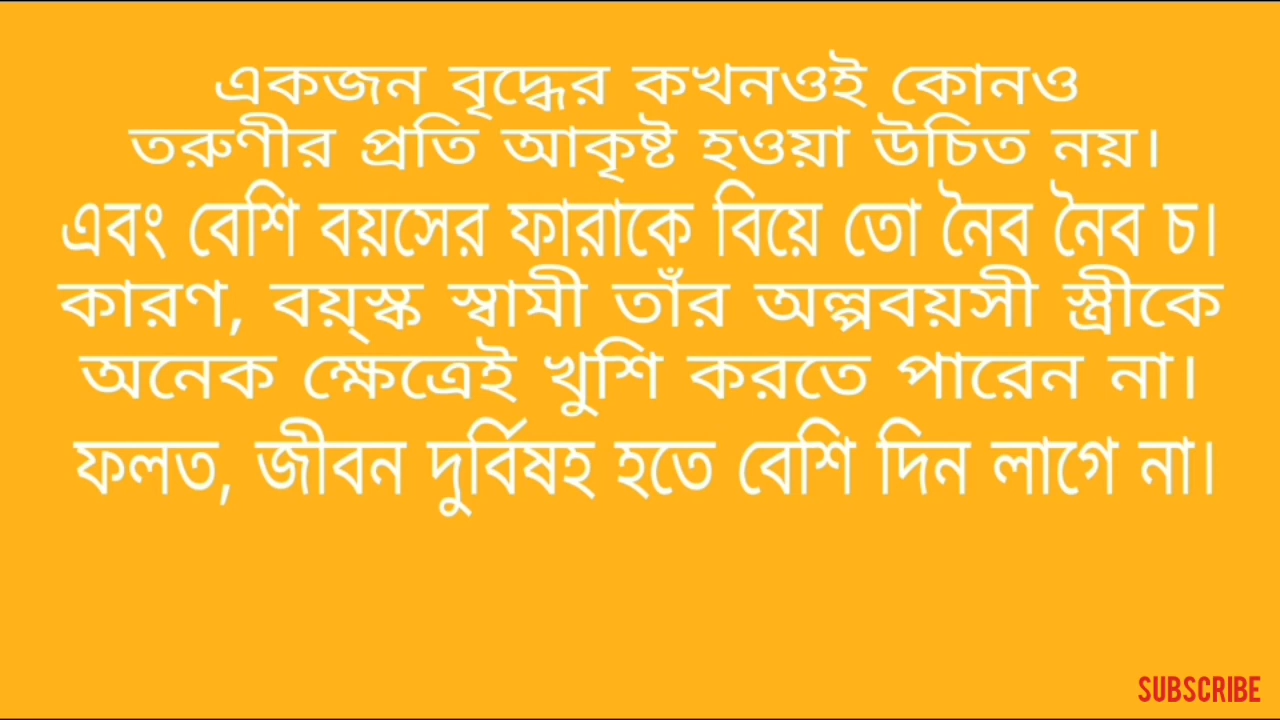 একজন বৃদ্ধের কখনওই কোনও
তরুণীর প্রতি আকৃষ্ট হওয়া উচিত নয়।
এবং বেশি বয়সের ফারাকে বিয়ে তো নৈব নৈব চ।
কারণ, বয়্স্ক স্বামী তাঁর অল্পবয়সী স্ত্রীকে
অনেক ক্ষেত্রেই খুশি করতে পারেন না।
ফলত, জীবন দুর্বিষহ হতে বেশি দিন লাগে না।
SUBSCRIBE